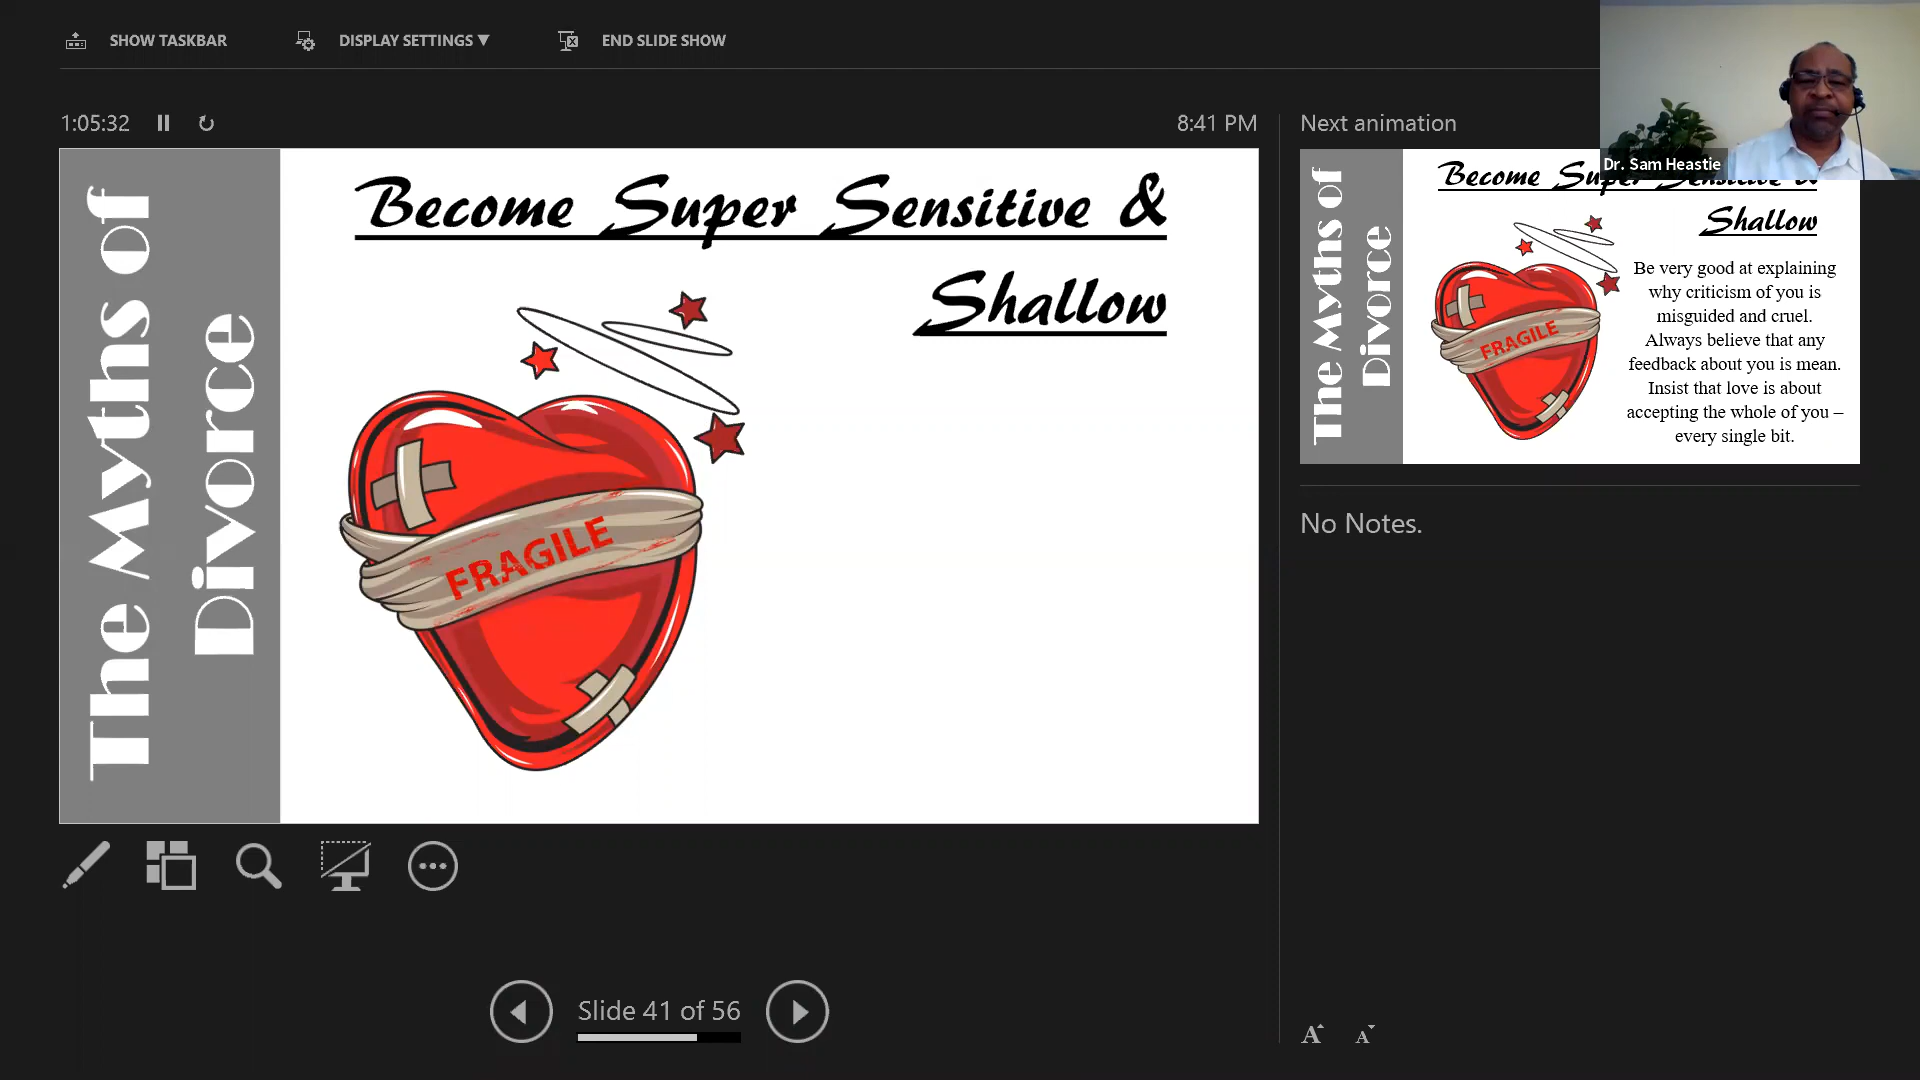 SHOW TASKBAR
DISPLAY SETTINGS ▼
END SLIDE SHOW
1:05:32
8:41 PM
Next animation
Dr. Sam Heastie
The Myths of
Divorce
Become Super Sensitive &
Shallow
FRAGILE
The Myths of
Divorce
Become Super Sensitive &
Shallow
FRAGILE
Be very good at explaining
why criticism of you is
misguided and cruel.
Always believe that any
feedback about you is mean.
Insist that love is about
accepting the whole of you –
every single bit.
No Notes.
Slide 41 of 56
A
A